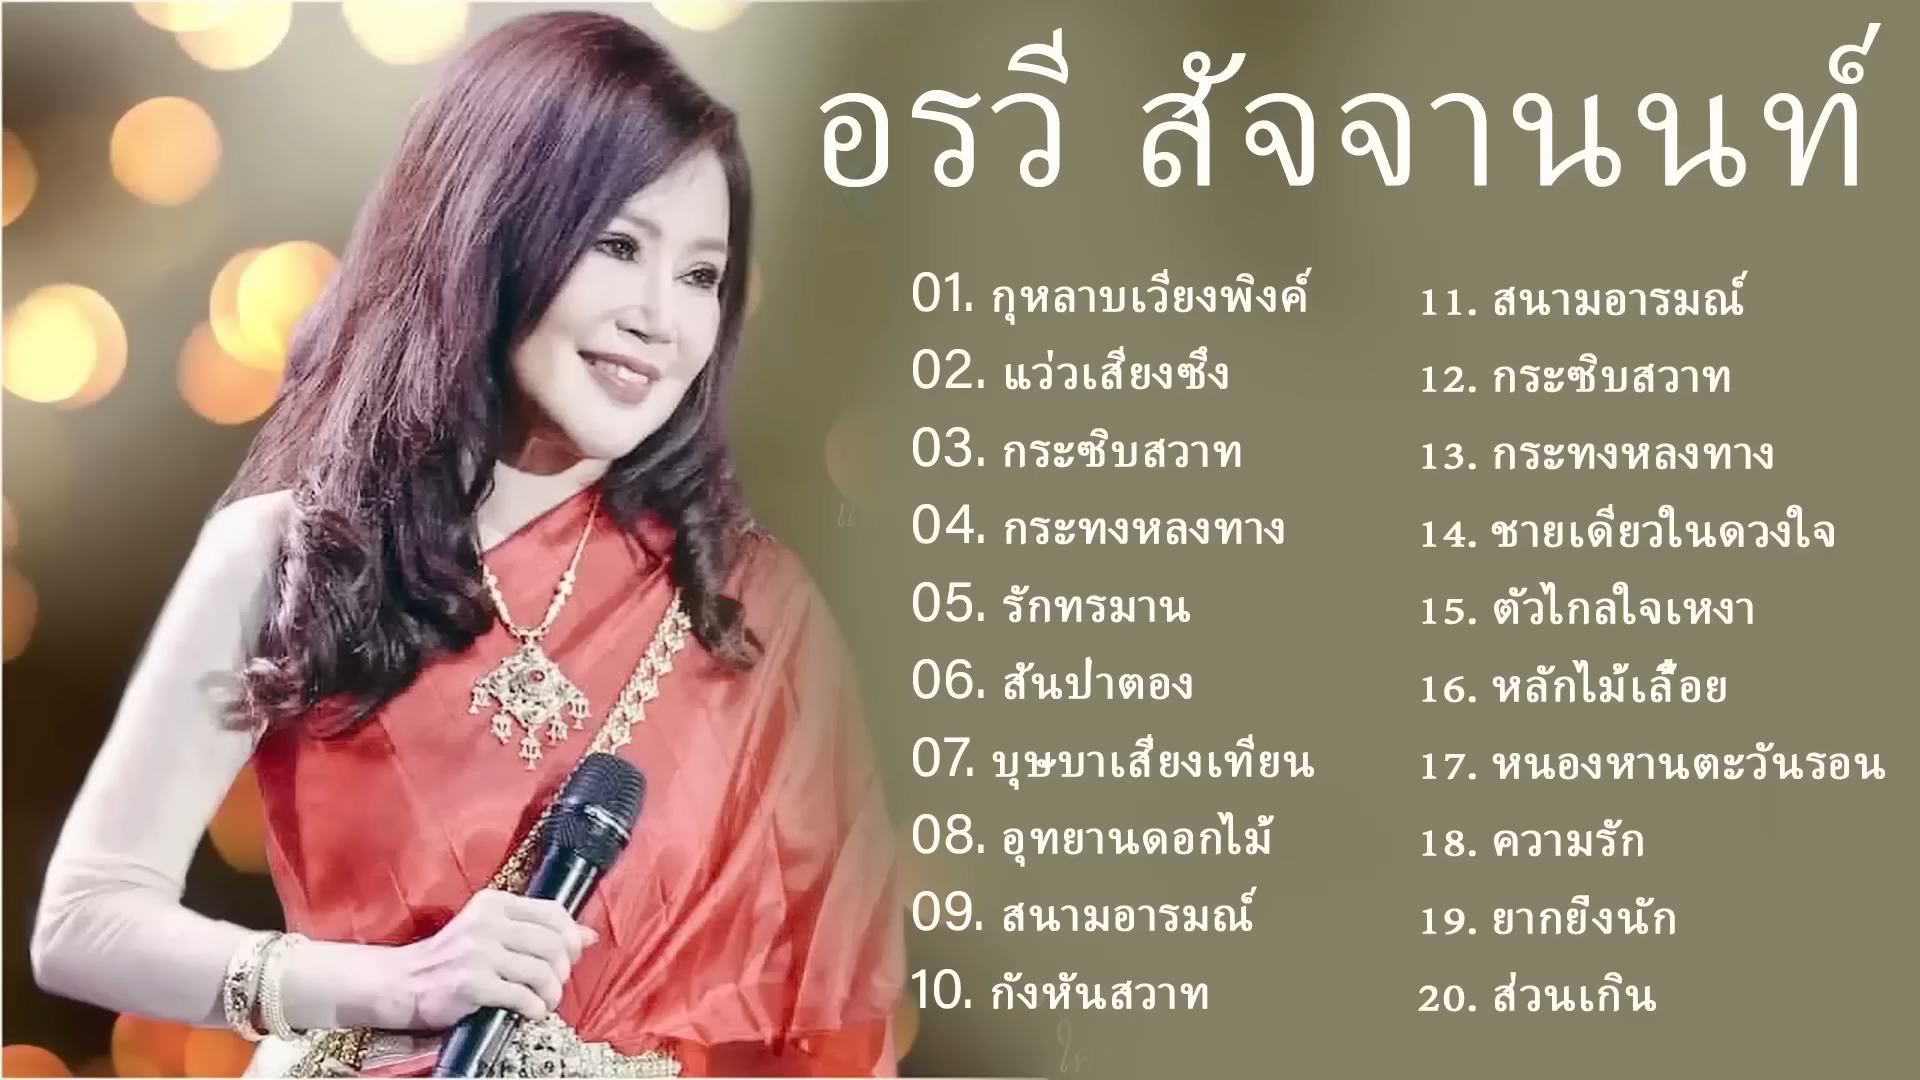 อรวี สัจจานนท์
01. กุหลาบเวียงพิงค์
02. แว่วเสียงซึง
03. กระซิบสวาท
04. กระทงหลงทาง
05. รักทรมาน
06. สันป่าตอง
07. บุษบาเสี่ยงเทียน
08. อุทยานดอกไม้
09. สนามอารมณ์
10. กังหันสวาท
11. สนามอารมณ์
12. กระซิบสวาท
13. กระทงหลงทาง
14. ชายเดียวในดวงใจ
15. ตัวไกลใจเหงา
16. หลักไม้เลื้อย
17. หนองหานตะวันรอน
18. ความรัก
19. ยากยิ่งนัก
20. ส่วนเกิน